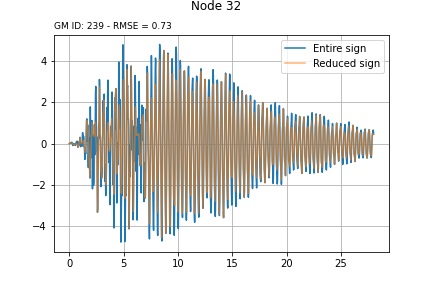 Node 32
GM ID: 239 - RMSE = 0.73
Entire sign
Reduced sign
4
2
0
−2
−4
0 5 10 15 20 25